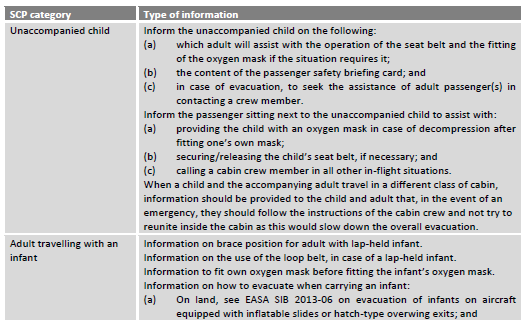 SCP category Type of information
Unaccompanied child Inform the unaccompanied child on the following:
(a) which adult will assist with the operation of the seat belt and the fitting
of the oxygen mask if the situation requires it;
(b) the content of the passenger safety briefing card; and
(c) in case of evacuation, to seek the assistance of adult passenger(s) in
contacting a crew member.
Inform the passenger sitting next to the unaccompanied child to assist with:
(a) providing the child with an oxygen mask in case of decompression after
fitting one's own mask;
(b) securing/releasing the child's seat belt, if necessary; and
(c) calling a cabin crew member in all other in-flight situations.
When a child and the accompanying adult travel in a different class of cabin,
information should be provided to the child and adult that, in the event of an
emergency, they should follow the instructions of the cabin crew and not try to
reunite inside the cabin as this would slow down the overall evacuation.
Adult travelling with an Information on brace position for adult with lap-held infant.
infant Information on the use of the loop belt, in case of a lap-held infant.
Information to fit own oxygen mask before fitting the infant's oxygen mask.
Information on how to evacuate when carrying an infant:
(a) On land, see EASA SIB 2013-06 on evacuation of infants on aircraft
equipped with inflatable slides or hatch-type overwing exits; and